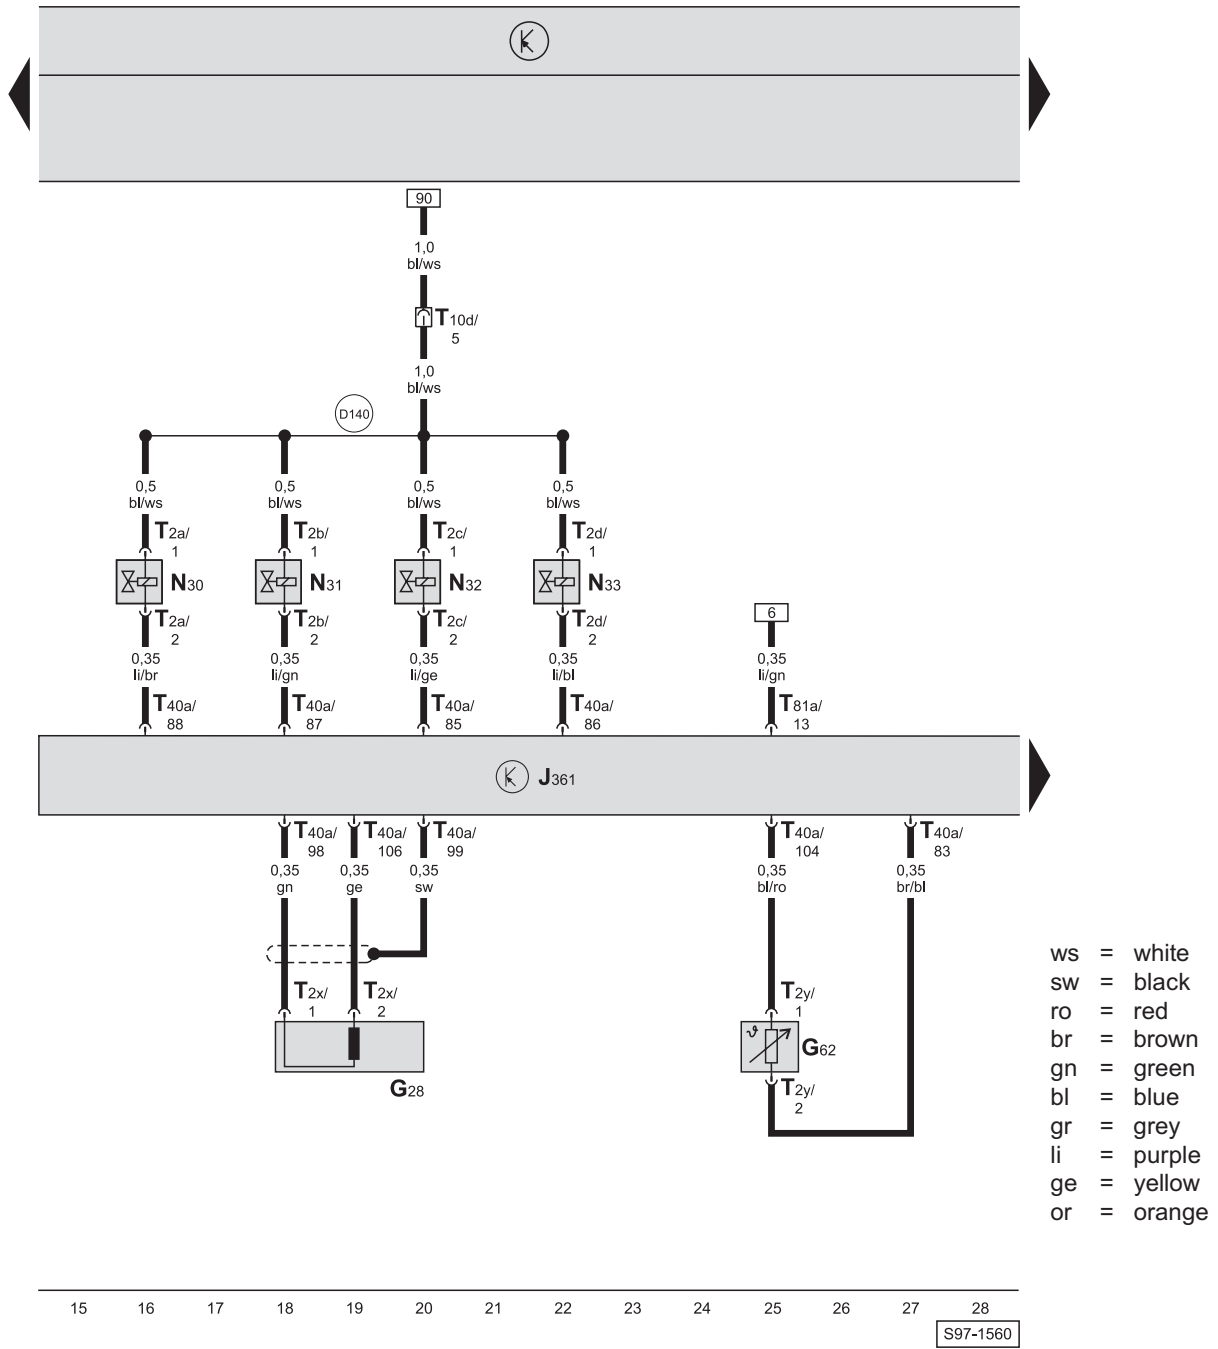 90
1,0
bl/ws
T10d/
5
1,0
bl/ws
D140
0,5 0,5 0,5 0,5
bl/ws bl/ws bl/ws bl/ws
T2a/ T2b/ T2c/ T2d/
1 1 1 1
N30 N31 N32 N33
6
T2a/ T2b/ T2c/ T2d/
2 2 2 2
0,35 0,35 0,35 0,35 0,35
li/br li/gn li/ge li/bl li/gn
T40a/ T40a/ T40a/ T40a/ T81a/
88 87 85 86 13
J361
T40a/ T40a/ T40a/ T40a/ T40a/
98 106 99 104 83
0,35 0,35 0,35 0,35 0,35
gn ge sw bl/ro br/bl
T2x/ T2x/ T2y/
1 2 1
ϑ
G62
G28
T2y/
2
ws = white
sw = black
ro = red
br = brown
gn = green
bl = blue
gr = grey
li = purple
ge = yellow
or = orange
15 16 17 18 19 20 21 22 23 24 25 26 27 28
S97-1560